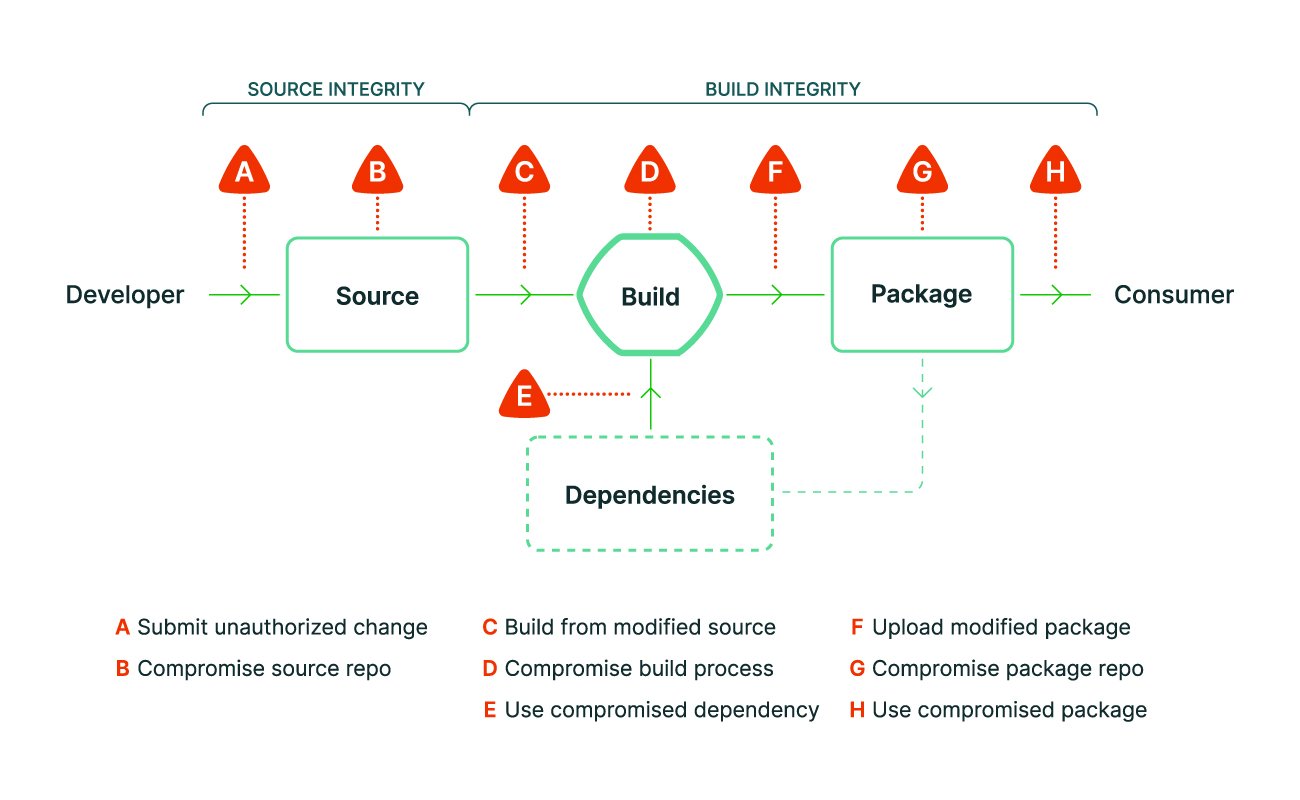 SOURCE INTEGRITY
BUILD INTEGRITY
A
B
C
D
F
G
H
Developer
Source
Build
Package
Consumer
E
Dependencies
A Submit unauthorized change
B Compromise source repo
C Build from modified source
D Compromise build process
E Use compromised dependency
F Upload modified package
G Compromise package repo
H Use compromised package